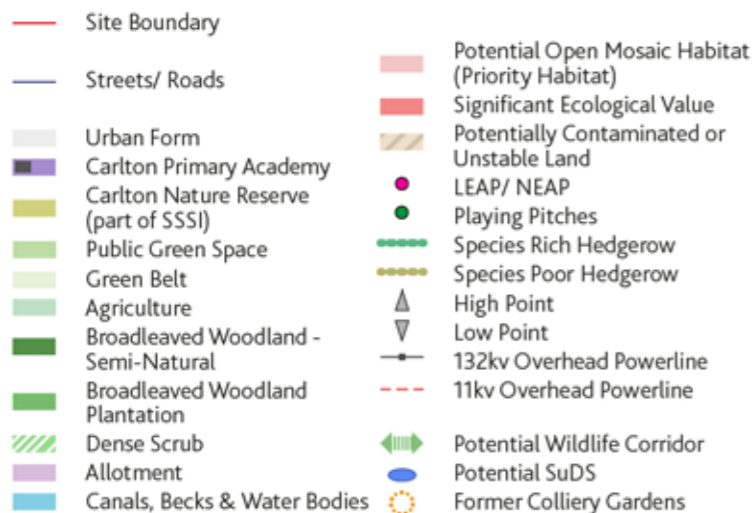 Site Boundary
Streets/ Roads
Urban Form
Carlton Primary Academy
Carlton Nature Reserve
(part of SSSI)
Public Green Space
Green Belt
Agriculture
Broadleaved Woodland -
Semi-Natural
Broadleaved Woodland
Plantation
Dense Scrub
Allotment
Canals, Becks & Water Bodies
Potential Open Mosaic Habitat
(Priority Habitat)
Significant Ecological Value
Potentially Contaminated or
Unstable Land
LEAP/ NEAP
Playing Pitches
Species Rich Hedgerow
Species Poor Hedgerow
High Point
Low Point
132kv Overhead Powerline
11kv Overhead Powerline
Potential Wildlife Corridor
Potential SuDS
Former Colliery Gardens